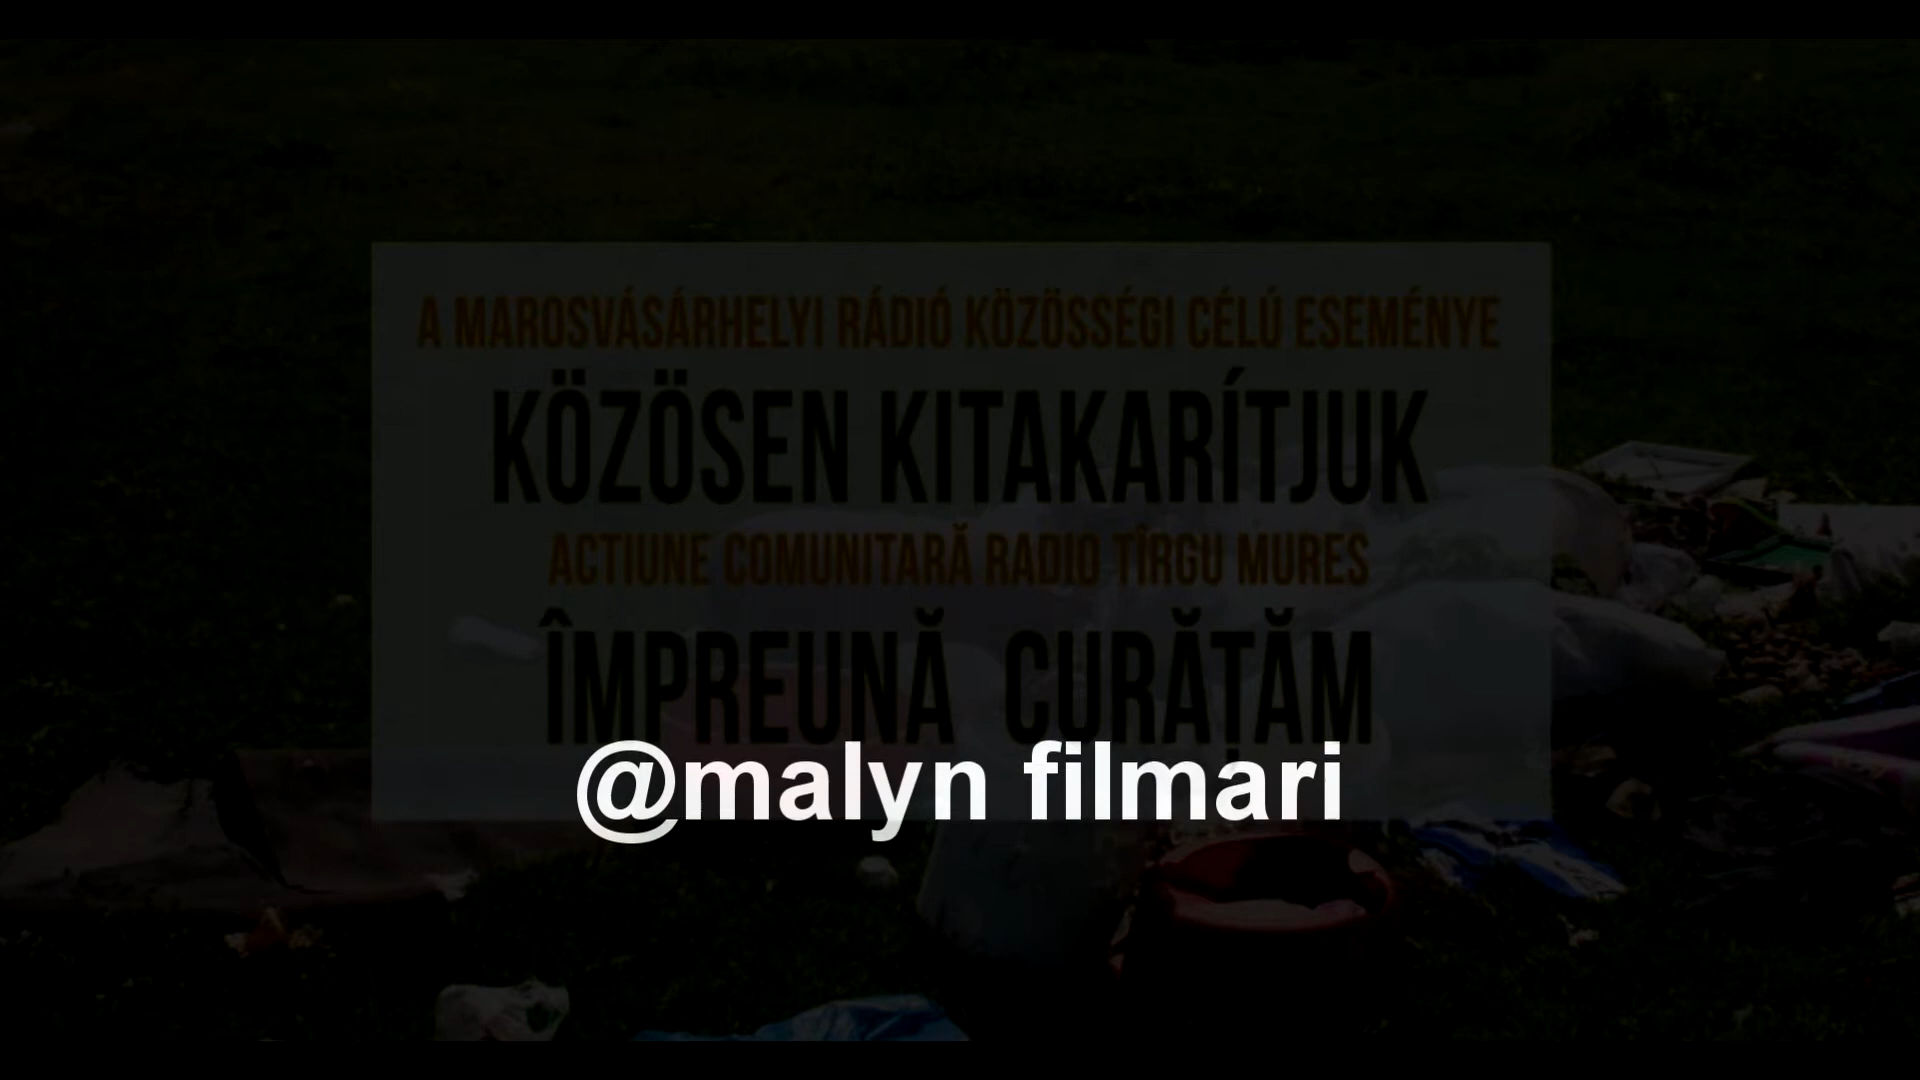 A MAROSVÁSÁRHELYI RÁDIÓ KÖZÖSSÉGI CÉLÚ ESEMÉNYE
KÖZÖSEN KITAKARÍTJUK
ACTIUNE COMUNITARĂ RADIO TÎRGU MURES
ÎMPREUNĂ CURĂȚĂM
@malyn filmari